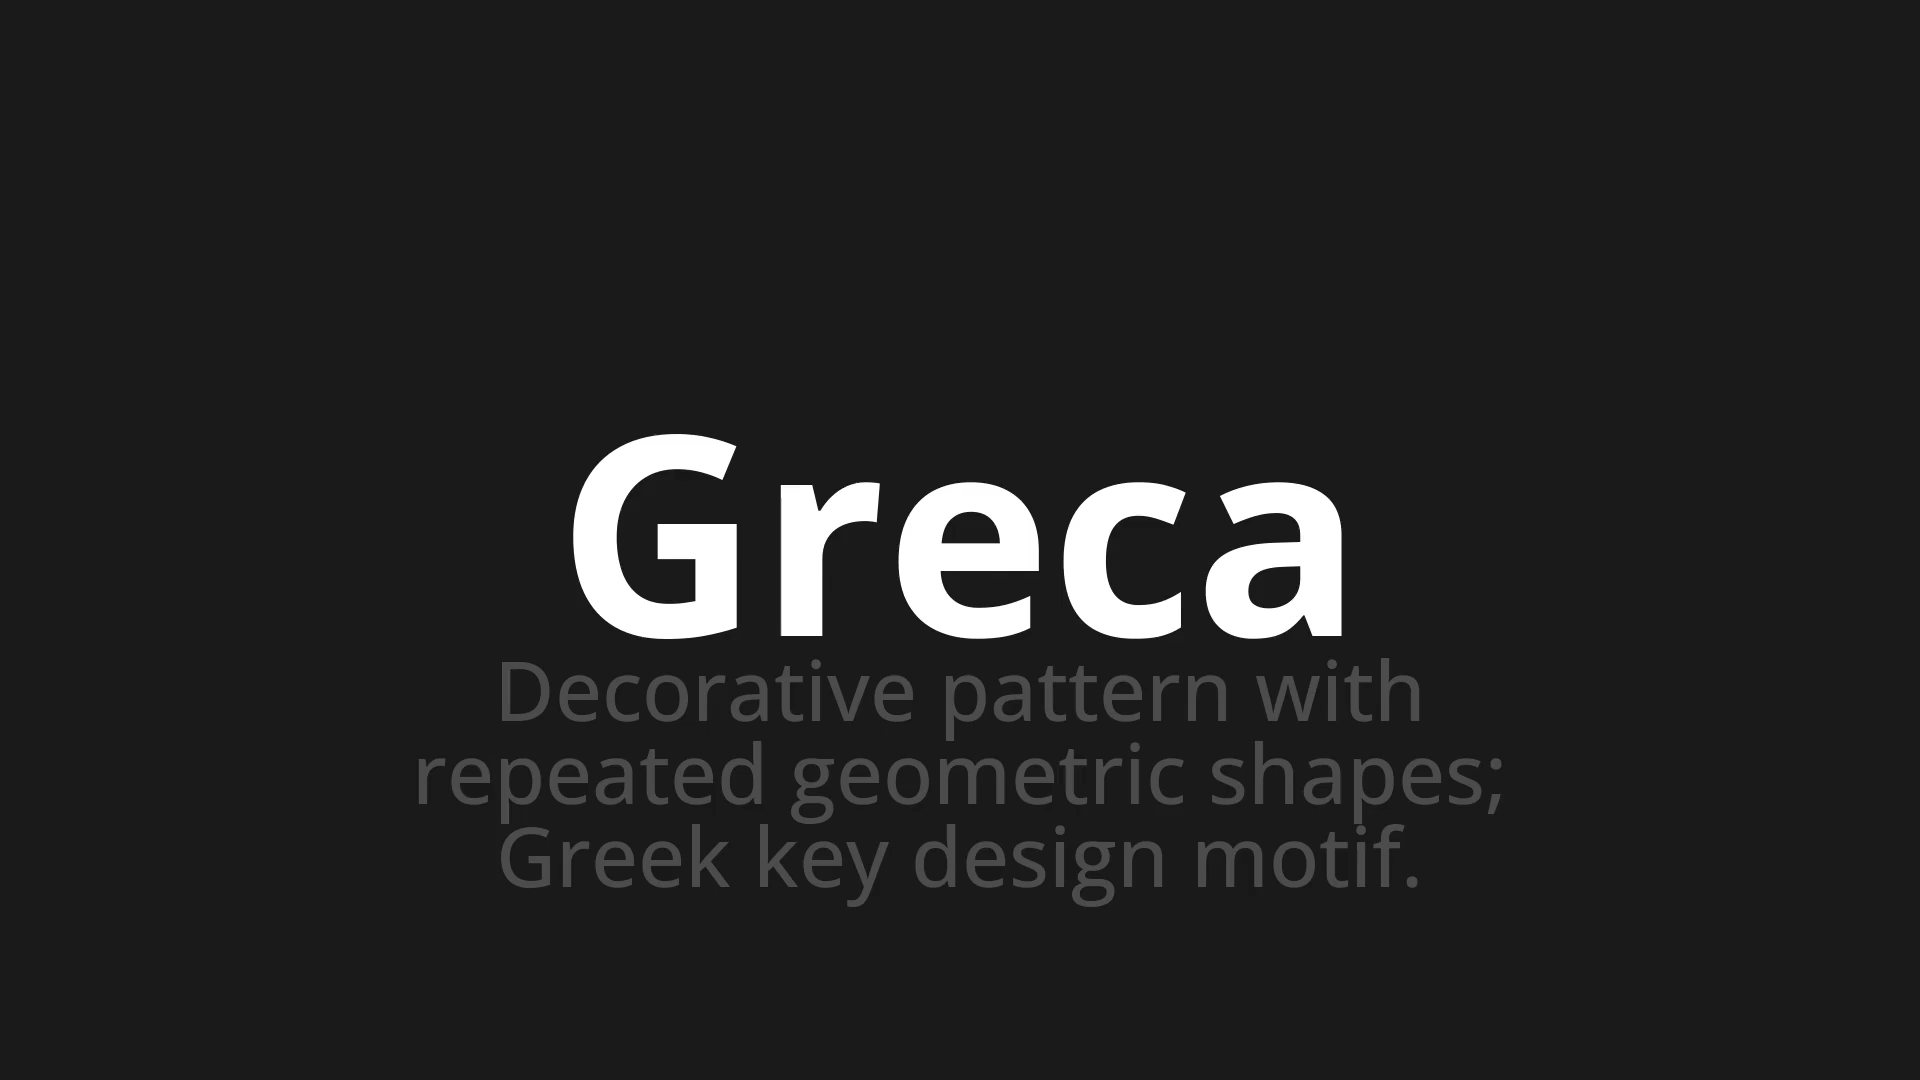 Greca
Decorative pattern with
repeated geometric shapes;
Greek key design motif.